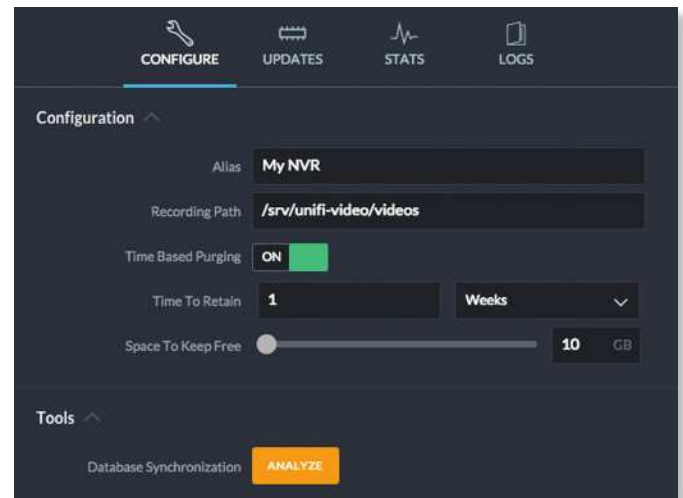 CONFIGURE UPDATES STATS LOGS
Configuration
Alias My NVR
Recording Path /srv/unifi-video/videos
Time Based Purging ON
Time To Retain 1 Weeks
Space To Keep Free 10 GB
Tools
Database Synchronization ANALYZE